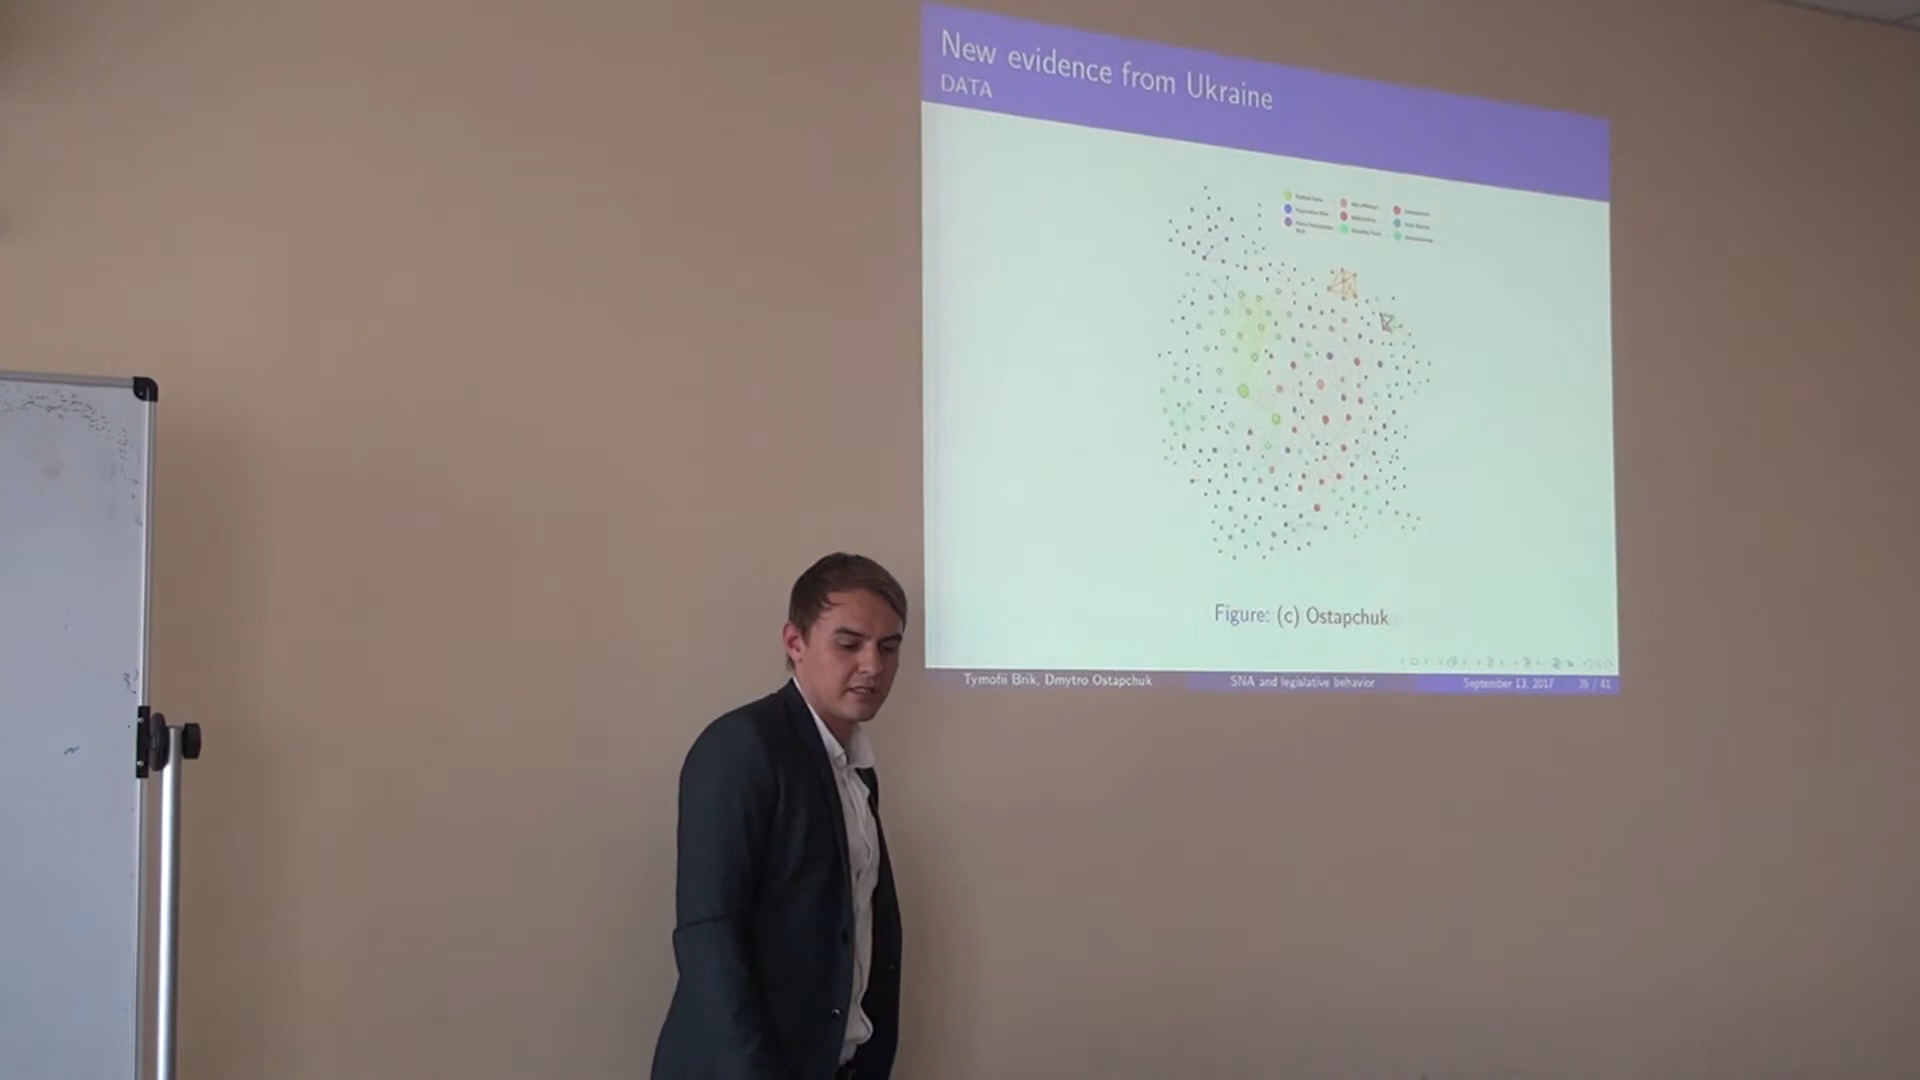 New evidence from Ukraine
DATA
Figure: (c) Ostapchuk
Tymofii Brik, Dmytro Ostapchuk
SNA and legislative behavior
September 13, 2017